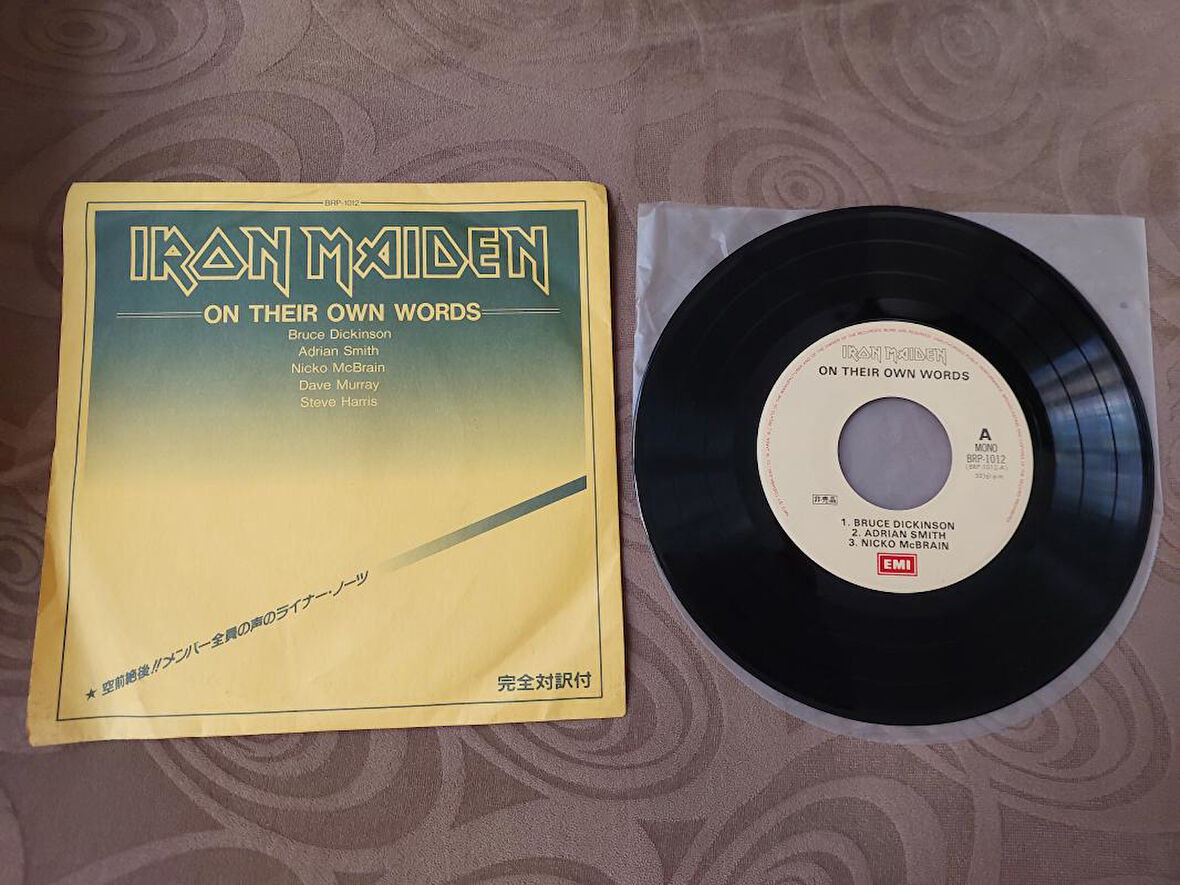 BRP-1012
IRON MAIDEN
ON THEIR OWN WORDS
Bruce Dickinson
Adrian Smith
Nicko McBrain
Dave Murray
Steve Harris
★ 空前絶後!!メンバー全員の声のライナー・ノーツ
完全対訳付
IRON MAIDEN
ON THEIR OWN WORDS
A
MONO
BRP-1012
(BRP-1012-A)
非売品
1. BRUCE DICKINSON
2. ADRIAN SMITH
3. NICKO McBRAIN
EMI